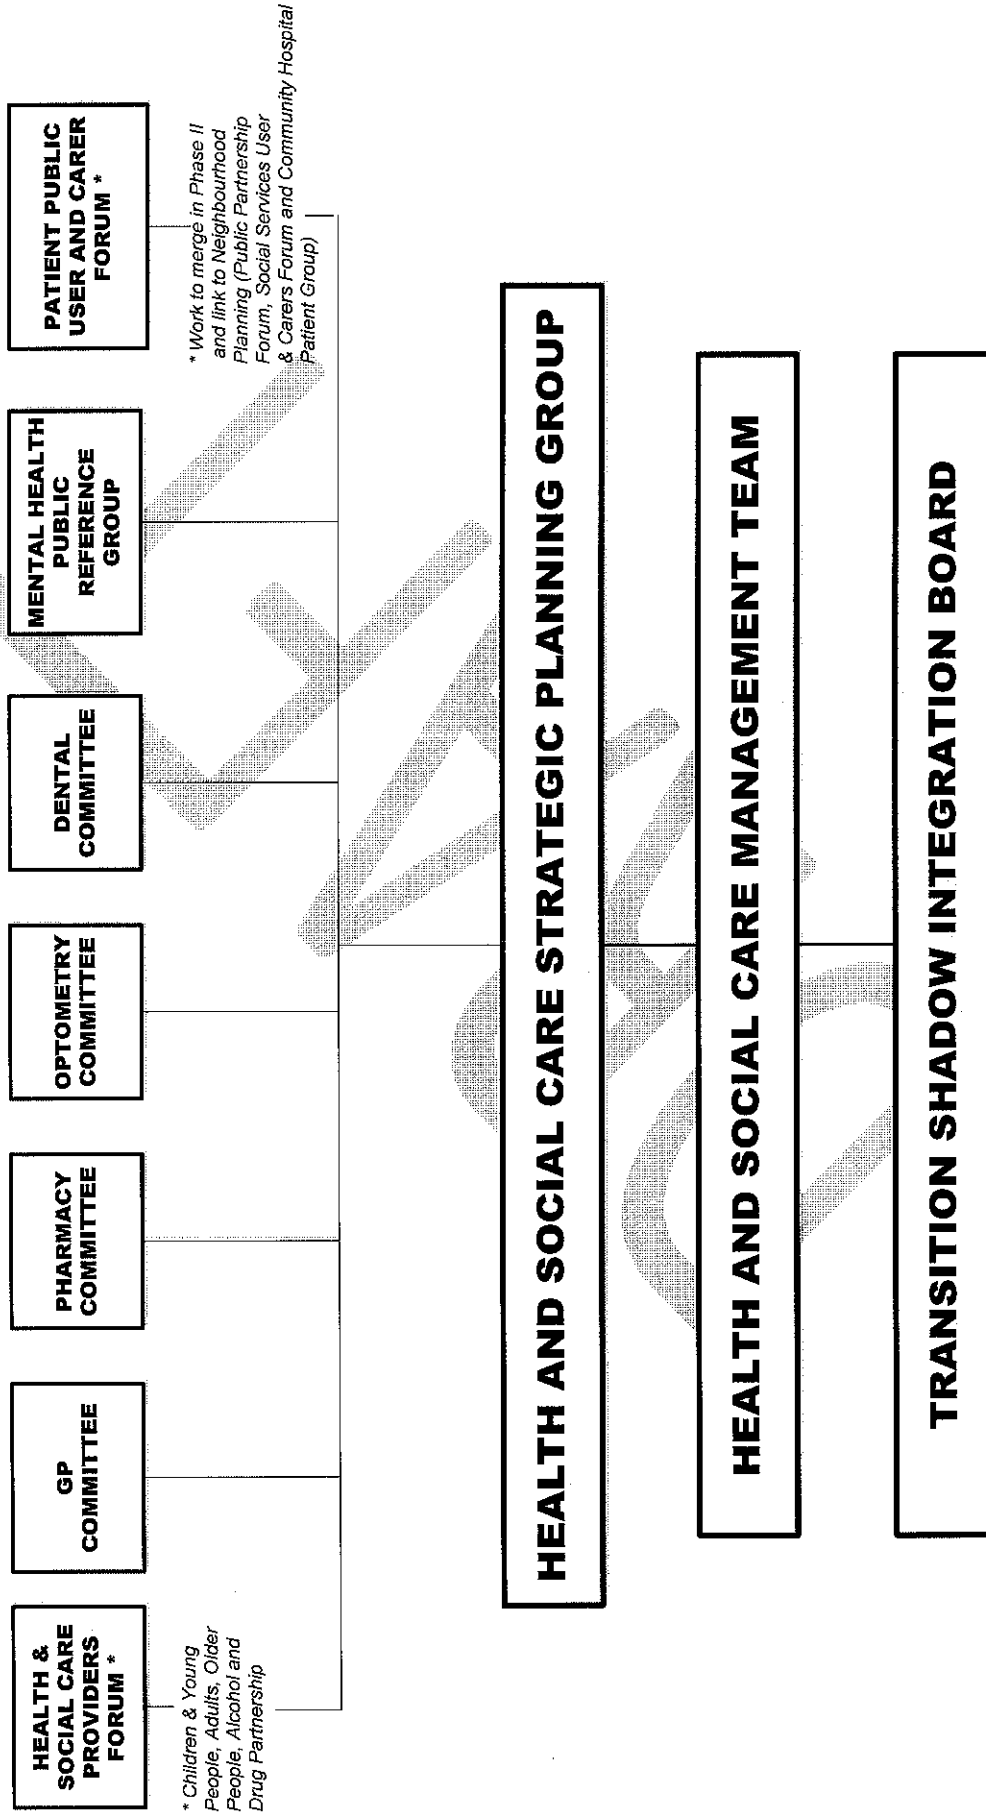 HEALTH &
SOCIAL CARE
PROVIDERS
FORUM *
* Children & Young
People, Adults, Older
People, Alcohol and
Drug Partnership
GP
COMMITTEE
PHARMACY
COMMITTEE
OPTOMETRY
COMMITTEE
DENTAL
COMMITTEE
MENTAL HEALTH
PUBLIC
REFERENCE
GROUP
PATIENT PUBLIC
USER AND CARER
FORUM *
* Work to merge in Phase II
and link to Neighbourhood
Planning (Public Partnership
Forum, Social Services User
& Carers Forum and Community Hospital
Patient Group)
HEALTH AND SOCIAL CARE STRATEGIC PLANNING GROUP
HEALTH AND SOCIAL CARE MANAGEMENT TEAM
TRANSITION SHADOW INTEGRATION BOARD